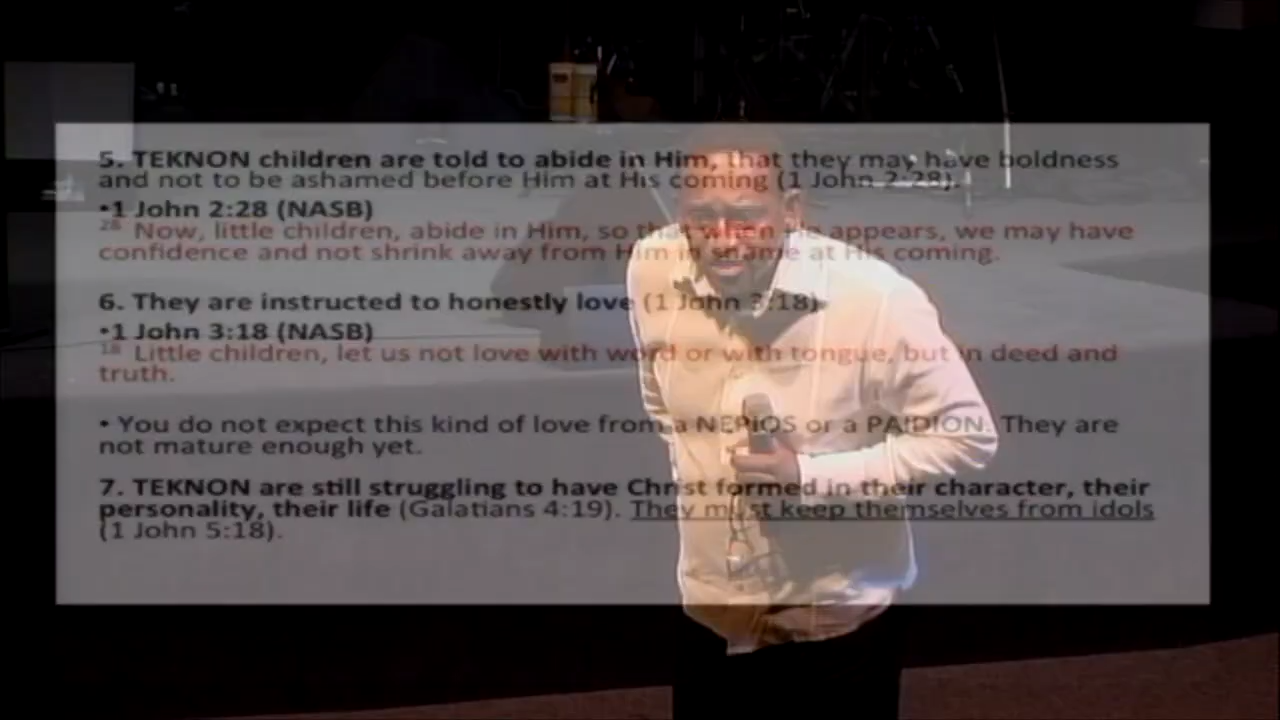 5. TEKNON children are told to abide in Him, that they may have boldness
and not to be ashamed before Him at His coming (1 John 2:28).
•1 John 2:28 (NASB)
28 Now, little children, abide in Him, so that when He appears, we may have
confidence and not shrink away from Him in shame at His coming.
6. They are instructed to honestly love (1 John 3:18).
•1 John 3:18 (NASB)
18 Little children, let us not love with word or with tongue, but in deed and
truth.
• You do not expect this kind of love from a NEPIOS or a PAIDION. They are
not mature enough yet.
7. TEKNON are still struggling to have Christ formed in their character, their
personality, their life (Galatians 4:19). They must keep themselves from idols
(1 John 5:18).